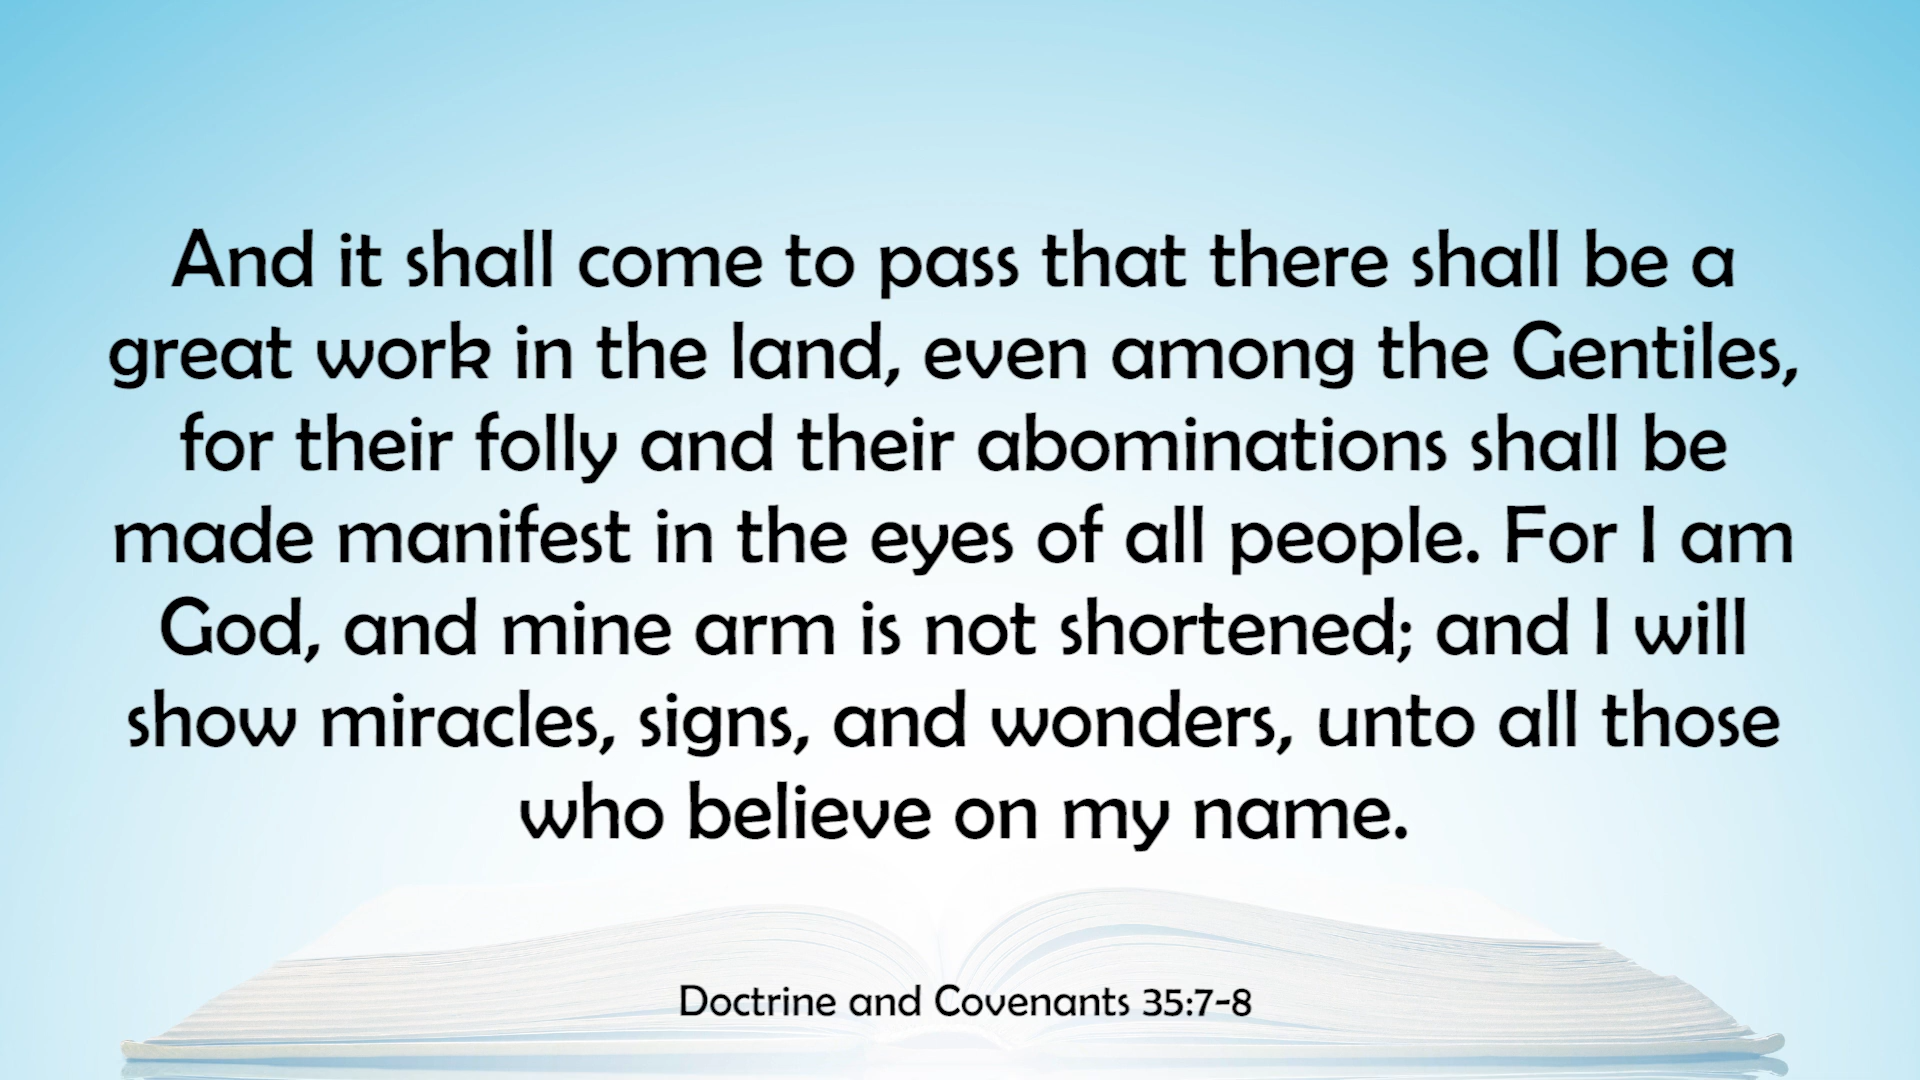 And it shall come to pass that there shall be a
great work in the land, even among the Gentiles,
for their folly and their abominations shall be
made manifest in the eyes of all people. For I am
God, and mine arm is not shortened; and I will
show miracles, signs, and wonders, unto all those
who believe on my name.
Doctrine and Covenants 35:7-8